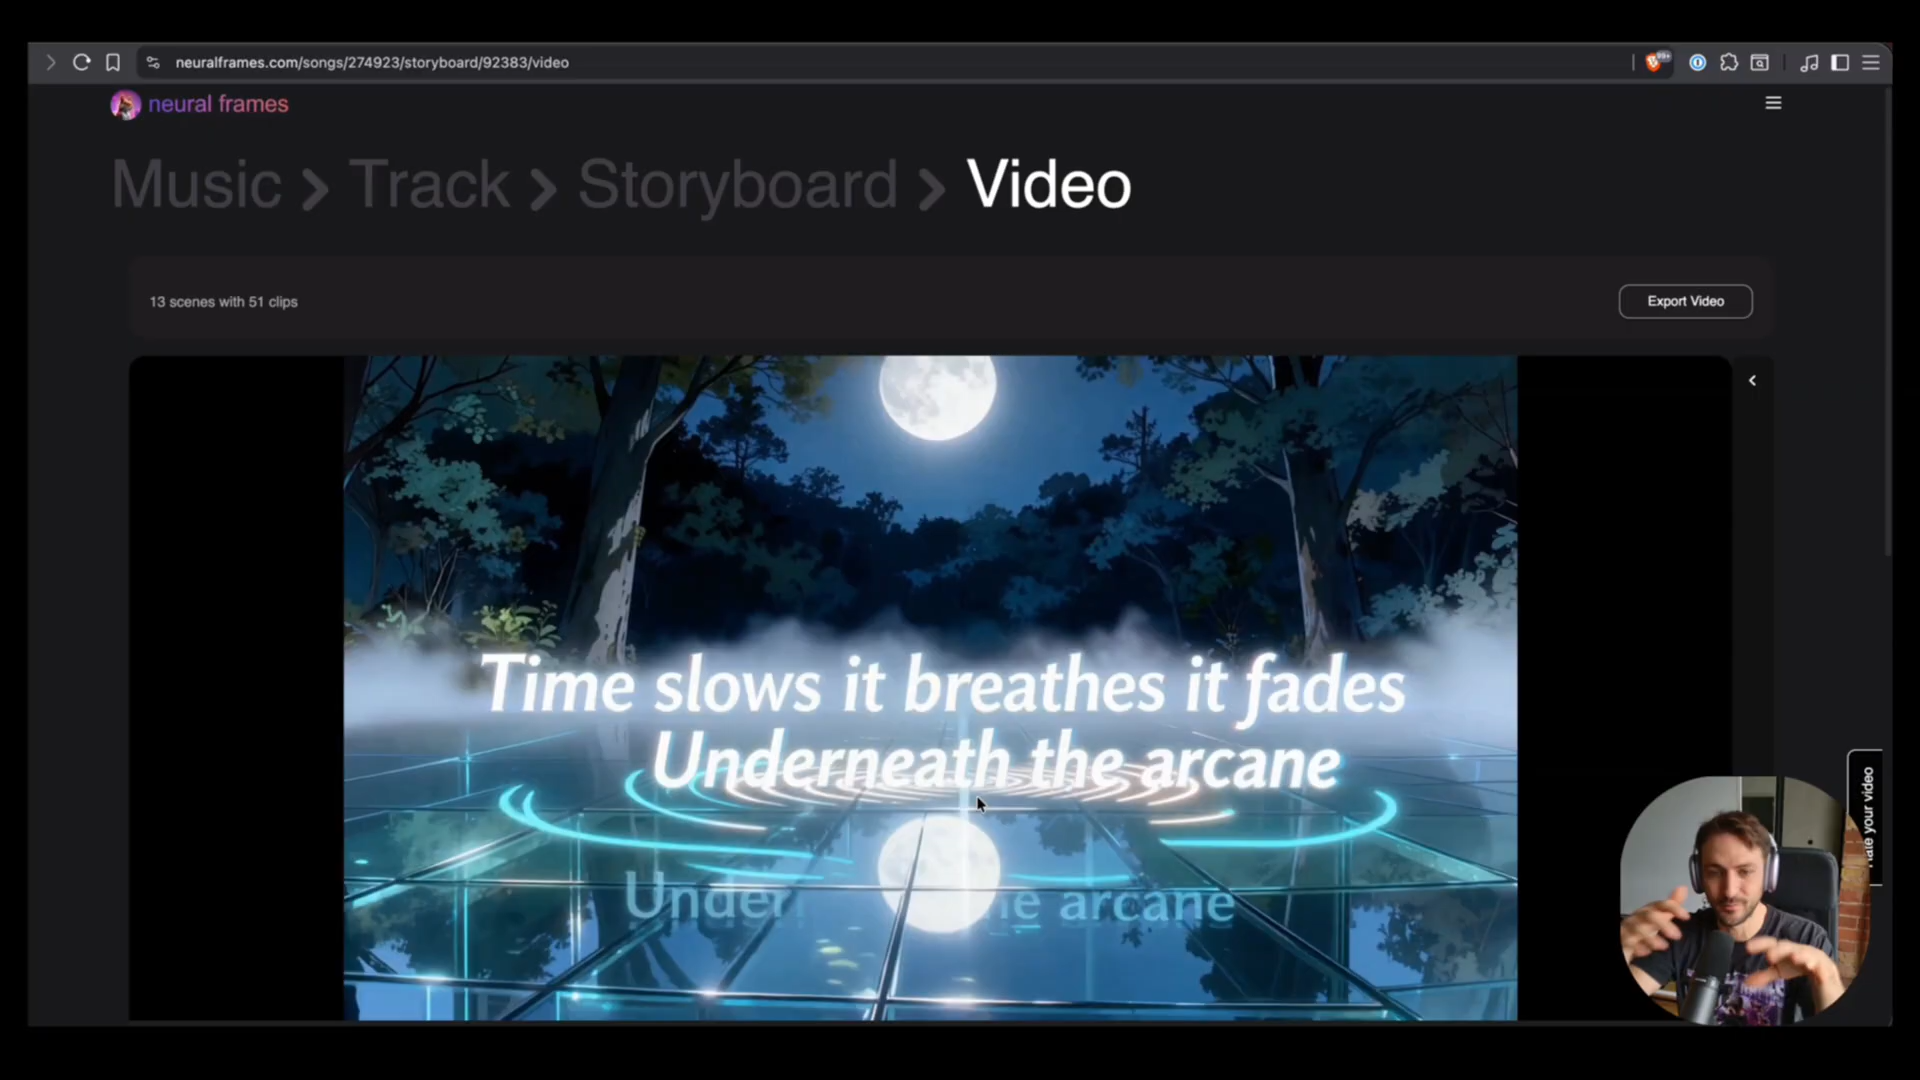 neuralframes.com/songs/274923/storyboard/92383/video
99+
neural frames
Music > Track > Storyboard > Video
13 scenes with 51 clips
Export Video
Time slows it breathes it fades
Underneath the arcane
arcane
your video